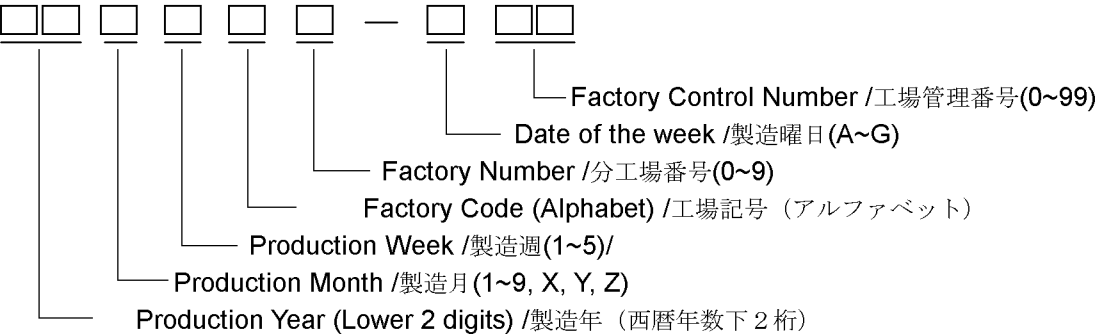 Factory Control Number /工場管理番号(0~99)
Date of the week /製造曜日(A~G)
Factory Number /分工場番号(0~9)
Factory Code (Alphabet) /工場記号（アルファベット）
Production Week /製造週(1~5)/
Production Month /製造月(1~9, X, Y, Z)
Production Year (Lower 2 digits) /製造年（西暦年数下２桁）